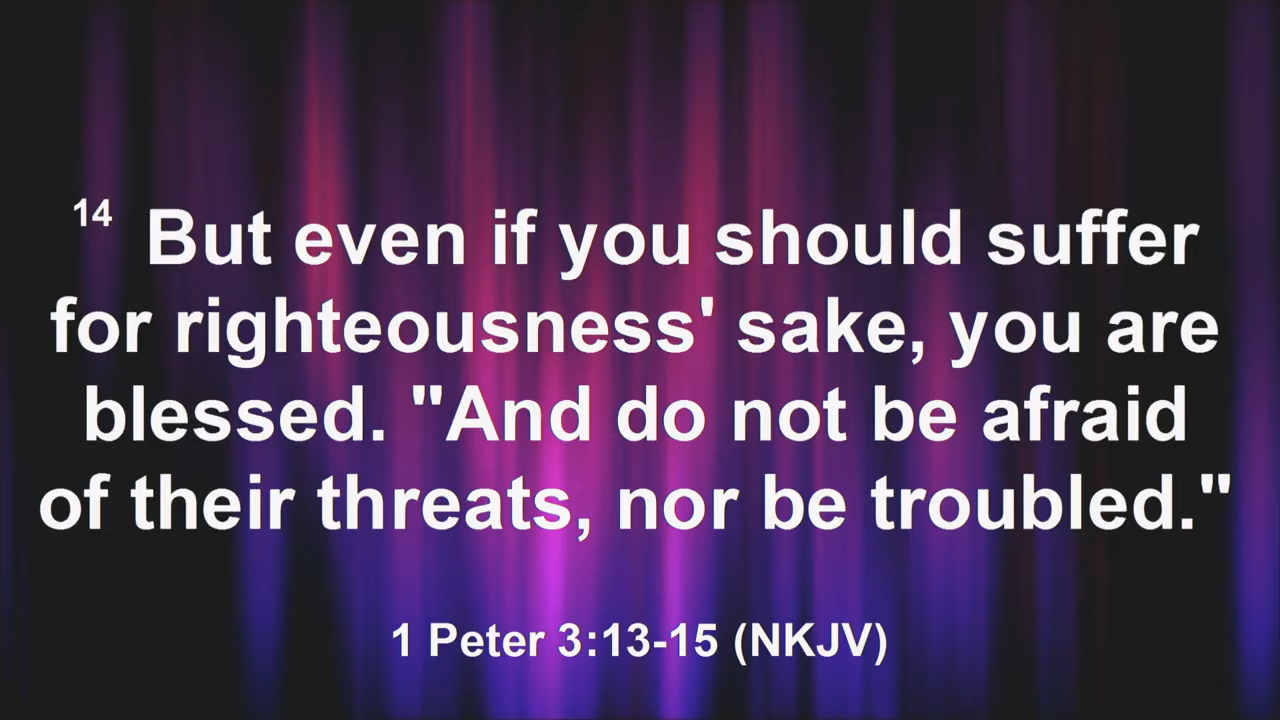 14 But even if you should suffer
for righteousness' sake, you are
blessed. "And do not be afraid
of their threats, nor be troubled."
1 Peter 3:13-15 (NKJV)